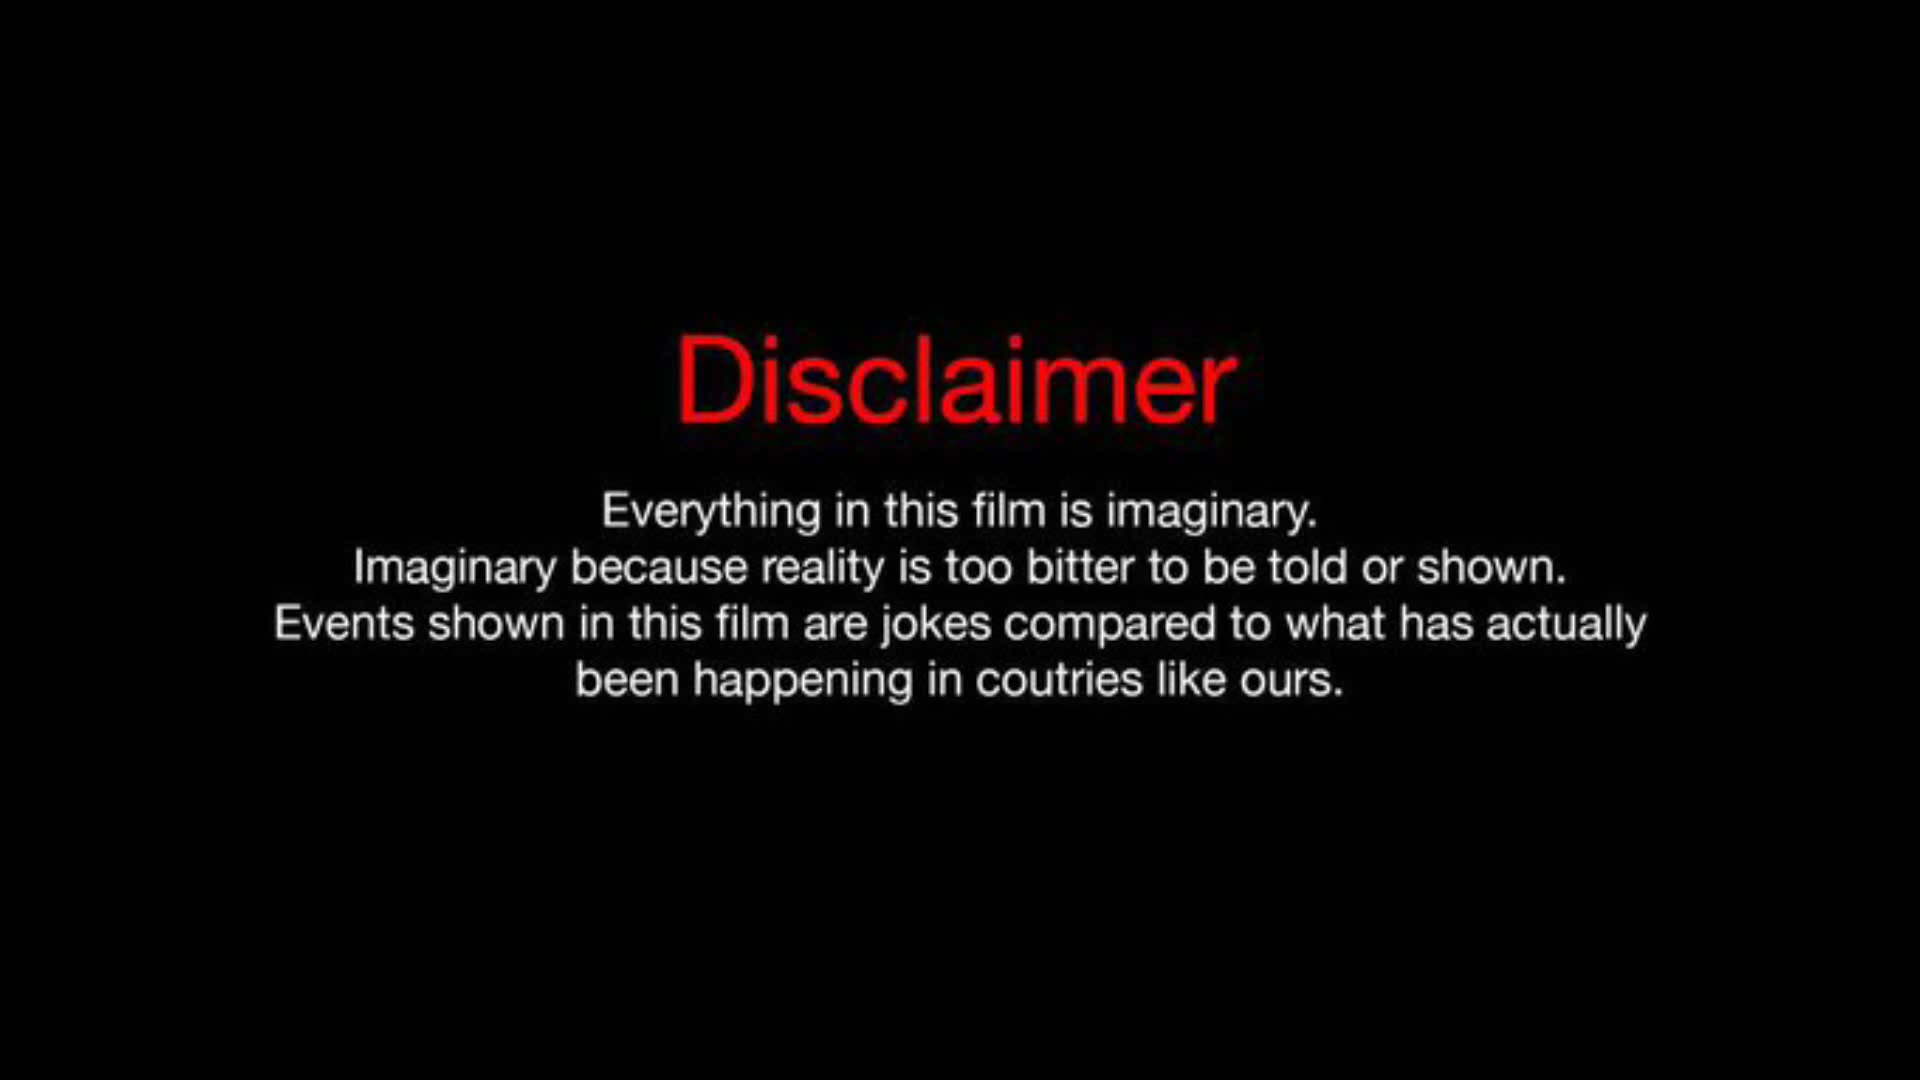 Disclaimer
Everything in this film is imaginary.
Imaginary because reality is too bitter to be told or shown.
Events shown in this film are jokes compared to what has actually
been happening in coutries like ours.